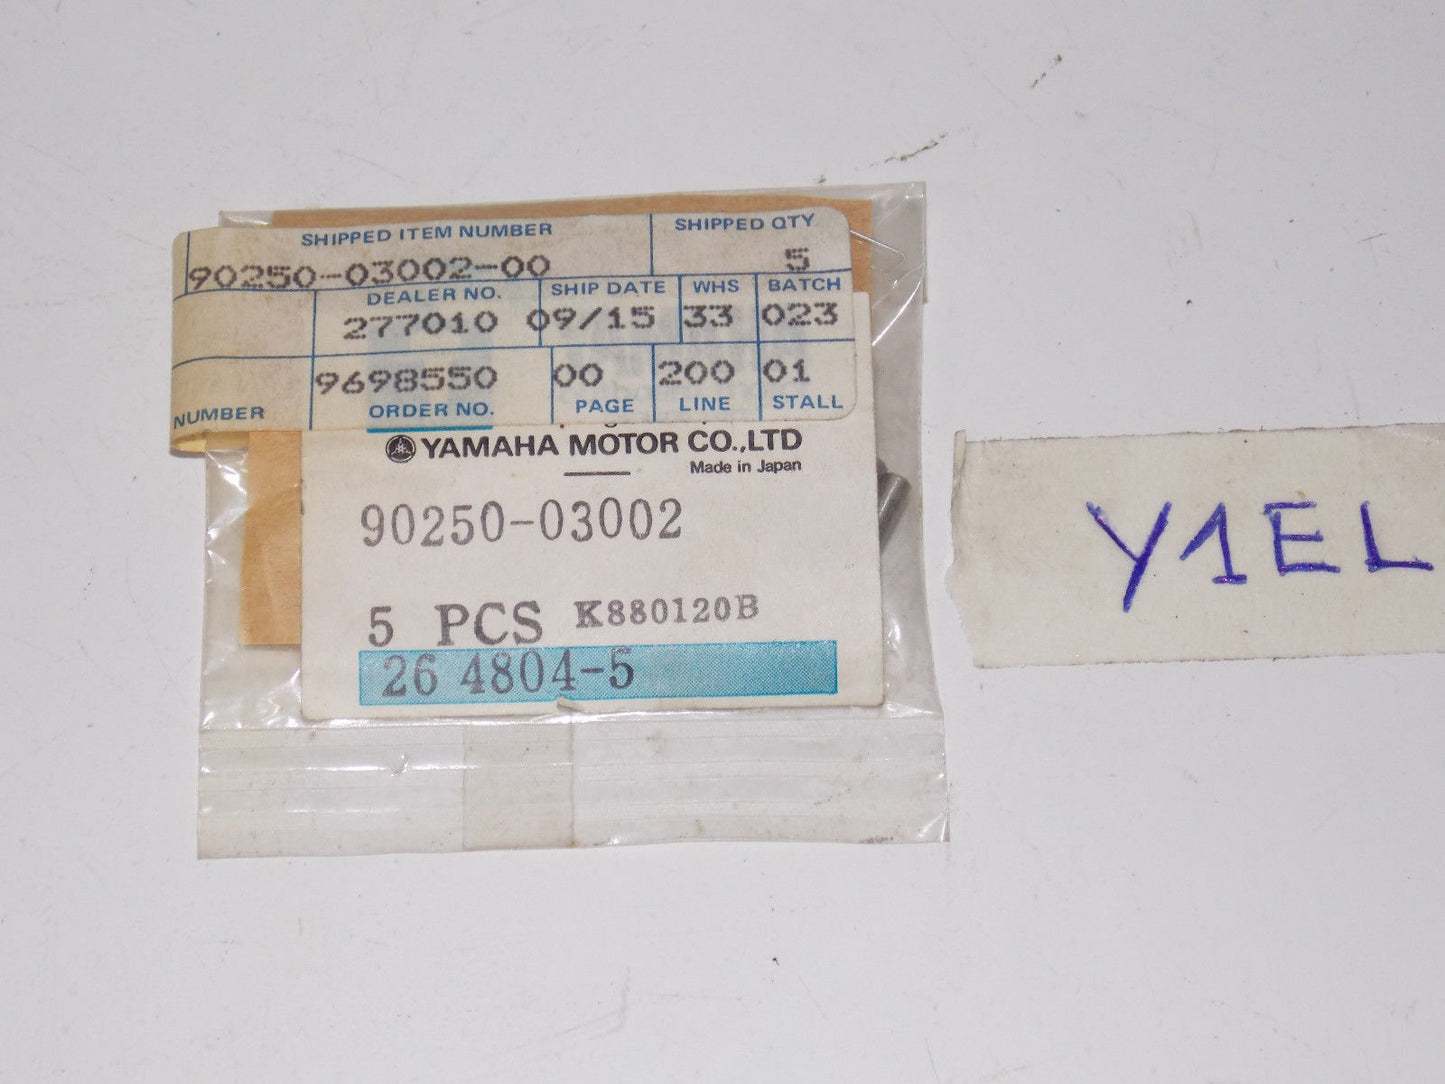 SHIPPED ITEM NUMBER SHIPPED QTY
90250-03002-00 5
DEALER NO. SHIP DATE WHS BATCH
277010 09/15 33 023
9698550 00 200 01
NUMBER ORDER NO. PAGE LINE STALL
YAMAHA MOTOR CO.,LTD
Made in Japan
90250-03002
5 PCS K880120B
26 4804-5
Y1EL